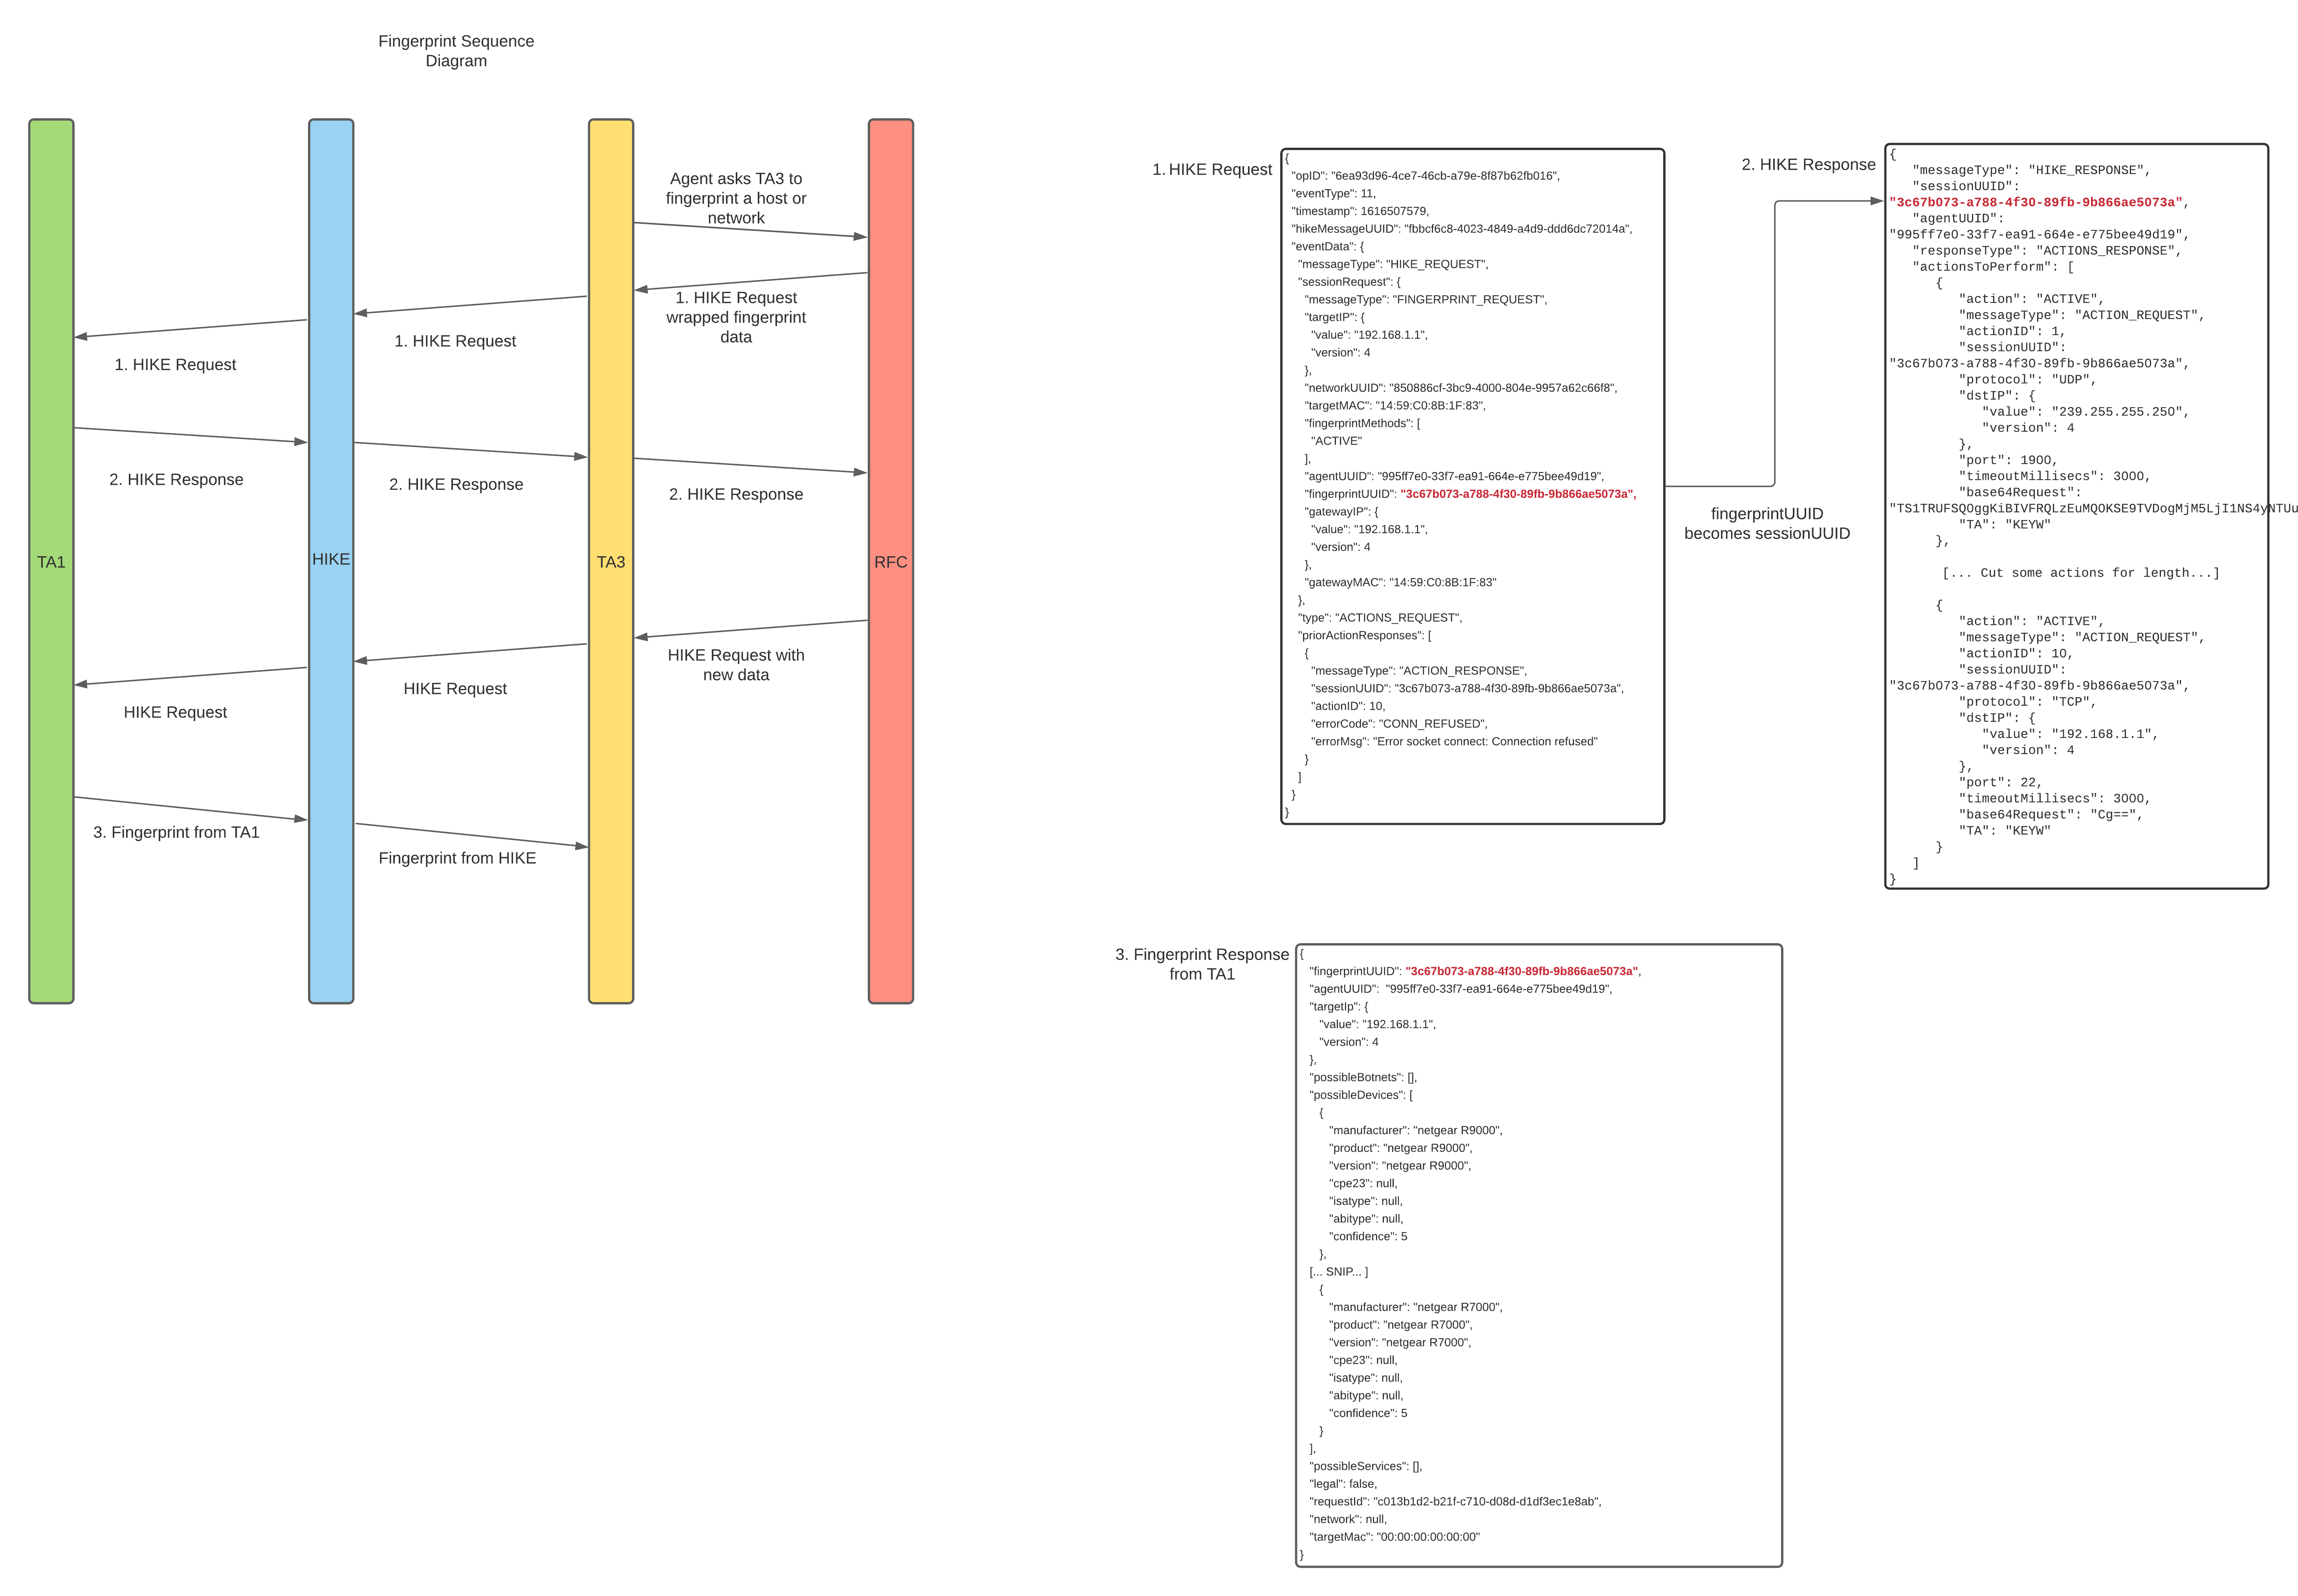 Fingerprint Sequence
Diagram
Agent asks TA3 to
fingerprint a host or
network
1. HIKE Request
wrapped fingerprint
data
1. HIKE Request
1. HIKE Request
2. HIKE Response
2. HIKE Response
2. HIKE Response
TA1
HIKE
TA3
RFC
HIKE Request with
new data
HIKE Request
HIKE Request
3. Fingerprint from TA1
Fingerprint from HIKE
1. HIKE Request
{
"opID": "6ea93d96-4ce7-46cb-a79e-8f87b62fb016",
"eventType": 11,
"timestamp": 1616507579,
"hikeMessageUUID": "fbbcf6c8-4023-4849-a4d9-ddd6dc72014a",
"eventData": {
"messageType": "HIKE_REQUEST",
"sessionRequest": {
"messageType": "FINGERPRINT_REQUEST",
"targetIP": {
"value": "192.168.1.1",
"version": 4
},
"networkUUID": "850886cf-3bc9-4000-804e-9957a62c66f8",
"targetMAC": "14:59:C0:8B:1F:83",
"fingerprintMethods": [
"ACTIVE"
],
"agentUUID": "995ff7e0-33f7-ea91-664e-e775bee49d19",
"fingerprintUUID": "3c67b073-a788-4f30-89fb-9b866ae5073a",
"gatewayIP": {
"value": "192.168.1.1",
"version": 4
},
"gatewayMAC": "14:59:C0:8B:1F:83"
},
"type": "ACTIONS_REQUEST",
"priorActionResponses": [
{
"messageType": "ACTION_RESPONSE",
"sessionUUID": "3c67b073-a788-4f30-89fb-9b866ae5073a",
"actionID": 10,
"errorCode": "CONN_REFUSED",
"errorMsg": "Error socket connect: Connection refused"
}
]
}
}
fingerprintUUID
becomes sessionUUID
2. HIKE Response
{
"messageType": "HIKE_RESPONSE",
"sessionUUID":
"3c67b073-a788-4f30-89fb-9b866ae5073a",
"agentUUID":
"995ff7e0-33f7-ea91-664e-e775bee49d19",
"responseType": "ACTIONS_RESPONSE",
"actionsToPerform": [
{
"action": "ACTIVE",
"messageType": "ACTION_REQUEST",
"actionID": 1,
"sessionUUID":
"3c67b073-a788-4f30-89fb-9b866ae5073a",
"protocol": "UDP",
"dstIP": {
"value": "239.255.255.250",
"version": 4
},
"port": 1900,
"timeoutMillisecs": 3000,
"base64Request":
"TS1TRUFSQ0ggKiBIVFRQLzEuMQ0KSE9TVDogMjM5LjI1NS4yNTUu
"TA": "KEYW"
},
[... Cut some actions for length...]
{
"action": "ACTIVE",
"messageType": "ACTION_REQUEST",
"actionID": 10,
"sessionUUID":
"3c67b073-a788-4f30-89fb-9b866ae5073a",
"protocol": "TCP",
"dstIP": {
"value": "192.168.1.1",
"version": 4
},
"port": 22,
"timeoutMillisecs": 3000,
"base64Request": "Cg==",
"TA": "KEYW"
}
]
}
3. Fingerprint Response
from TA1
{
"fingerprintUUID": "3c67b073-a788-4f30-89fb-9b866ae5073a",
"agentUUID":  "995ff7e0-33f7-ea91-664e-e775bee49d19",
"targetIp": {
"value": "192.168.1.1",
"version": 4
},
"possibleBotnets": [],
"possibleDevices": [
{
"manufacturer": "netgear R9000",
"product": "netgear R9000",
"version": "netgear R9000",
"cpe23": null,
"isatype": null,
"abitype": null,
"confidence": 5
},
[... SNIP... ]
{
"manufacturer": "netgear R7000",
"product": "netgear R7000",
"version": "netgear R7000",
"cpe23": null,
"isatype": null,
"abitype": null,
"confidence": 5
}
],
"possibleServices": [],
"legal": false,
"requestId": "c013b1d2-b21f-c710-d08d-d1df3ec1e8ab",
"network": null,
"targetMac": "00:00:00:00:00:00"
}